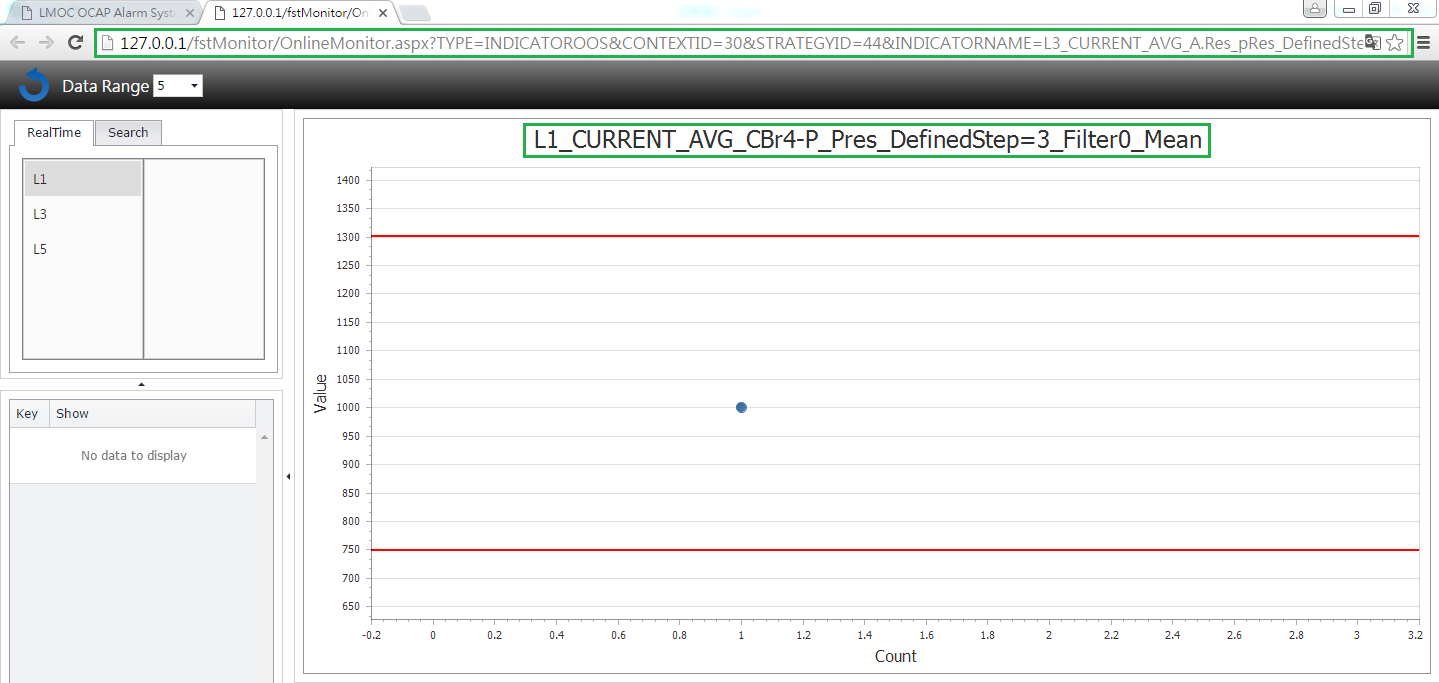 LMOC OCAP Alarm Syst
127.0.0.1/fstMonitor/On
127.0.0.1/fstMonitor/OnlineMonitor.aspx?TYPE=INDICATOROOS&CONTEXTID=30&STRATEGYID=44&INDICATORNAME=L3_CURRENT_AVG_A.Res_pRes_DefinedSte
Data Range 5
RealTime Search
L1
L3
L5
Key Show
No data to display
L1_CURRENT_AVG_CBr4-P_Pres_DefinedStep=3_Filter0_Mean
Value
1400
1350
1300
1250
1200
1150
1100
1050
1000
950
900
850
800
750
700
650
-0.2 0 0.2 0.4 0.6 0.8 1 1.2 1.4 1.6 1.8 2 2.2 2.4 2.6 2.8 3 3.2
Count